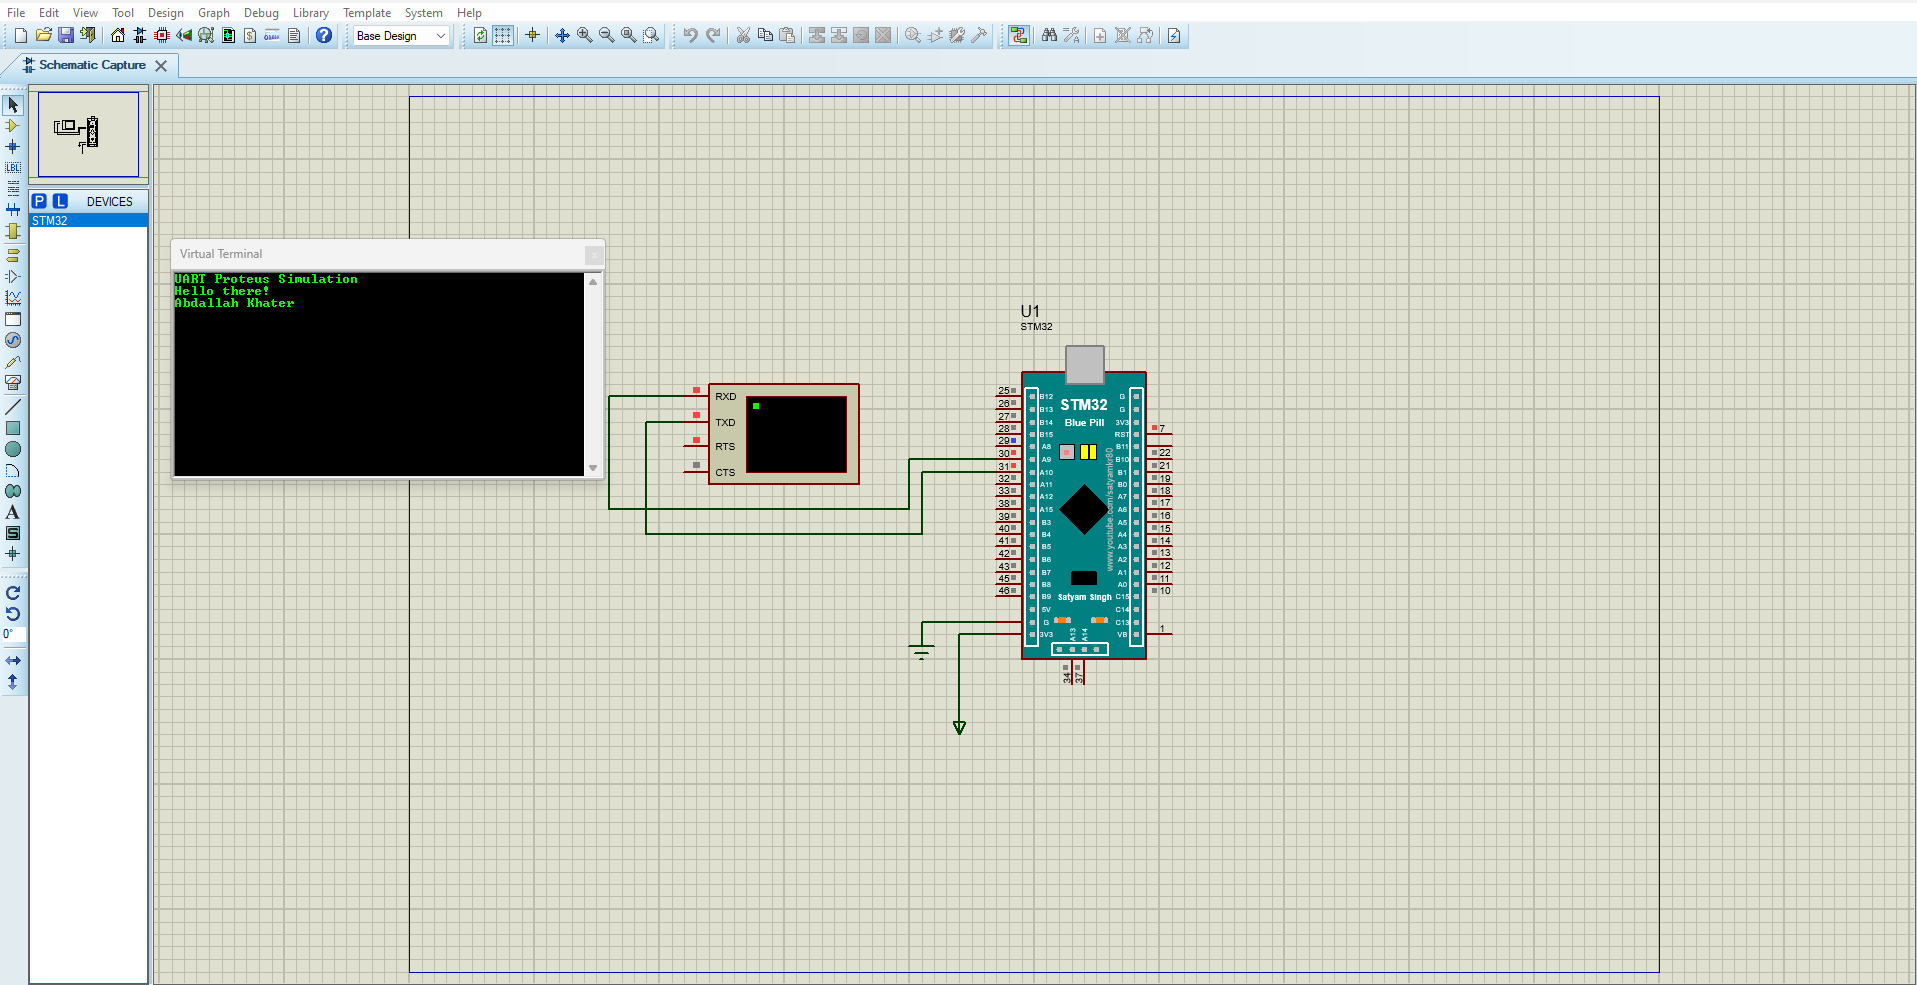 File Edit View Tool Design Graph Debug Library Template System Help
Base Design
Schematic Capture
LBL
P L DEVICES
STM32
A
S
0°
Virtual Terminal
UART Proteus Simulation
Hello there!
Abdallah Khater
RXD
TXD
RTS
CTS
U1
STM32
STM32
Blue Pill
www.youtube.com/satyamkr80
Satyam Singh
25 B12
26 B13
27 B14
28 B15
29 A8
30 A9
31 A10
32 A11
33 A12
38 A15
39 B3
40 B4
41 B5
42 B6
43 B7
45 B8
46 B9
5V
G
3V3
G
G
3V3
RST 7
B11 22
B10 21
B1 19
B0 18
A7 17
A6 16
A5 15
A4 14
A3 13
A2 12
A1 11
A0 10
C15
C14
C13
VB 1
A13 A14
34 37